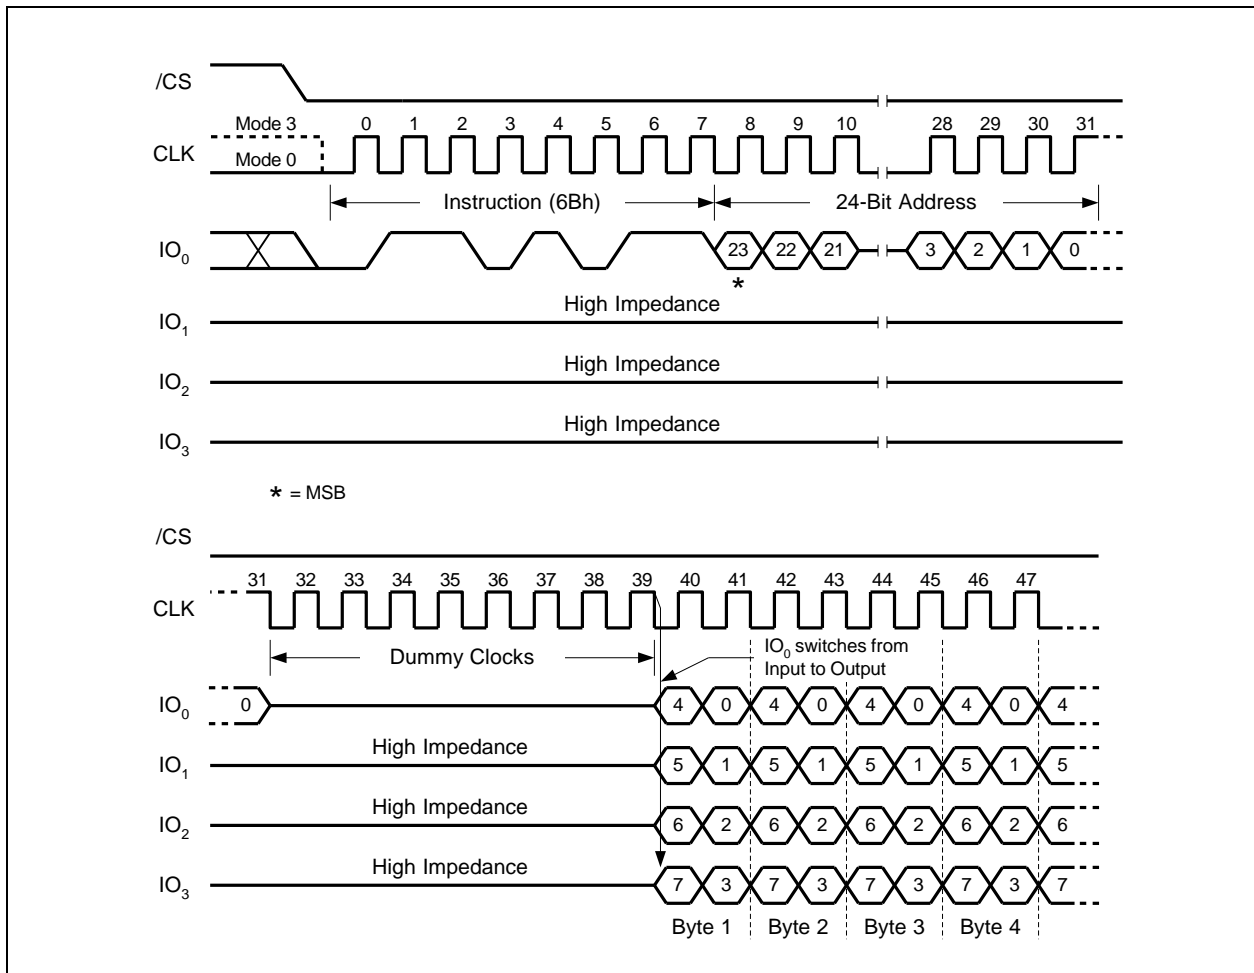 /CS
Mode 3 0 1 2 3 4 5 6 7 8 9 10 28 29 30 31
CLK
Mode 0
Instruction (6Bh) 24-Bit Address
IO0 23 22 21 3 2 1 0
*
High Impedance
IO1
High Impedance
IO2
High Impedance
IO3
* = MSB
/CS
31 32 33 34 35 36 37 38 39 40 41 42 43 44 45 46 47
CLK
Dummy Clocks
IO0 switches from
Input to Output
IO0 0 4 0 4 0 4 0 4 0 4
High Impedance
IO1 5 1 5 1 5 1 5 1 5
High Impedance
IO2 6 2 6 2 6 2 6 2 6
High Impedance
IO3 7 3 7 3 7 3 7 3 7
Byte 1 Byte 2 Byte 3 Byte 4